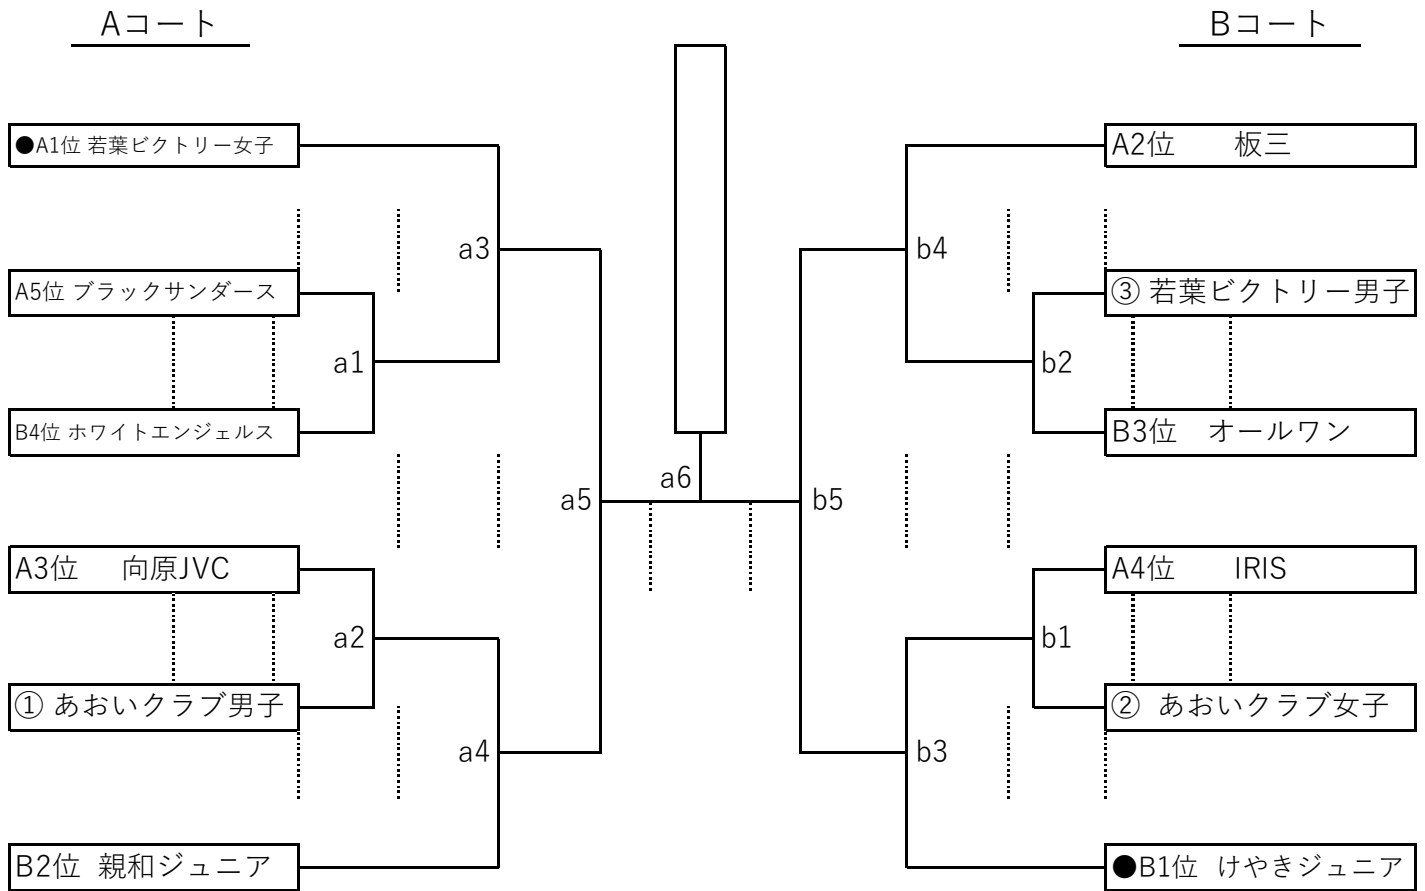 Aコート
Bコート
●A1位 若葉ビクトリー女子
A2位 板三
a3
b4
A5位 ブラックサンダース
③ 若葉ビクトリー男子
a1
b2
B4位 ホワイトエンジェルス
B3位 オールワン
a6
a5
b5
A3位 向原JVC
A4位 IRIS
a2
b1
① あおいクラブ男子
② あおいクラブ女子
a4
b3
B2位 親和ジュニア
●B1位 けやきジュニア